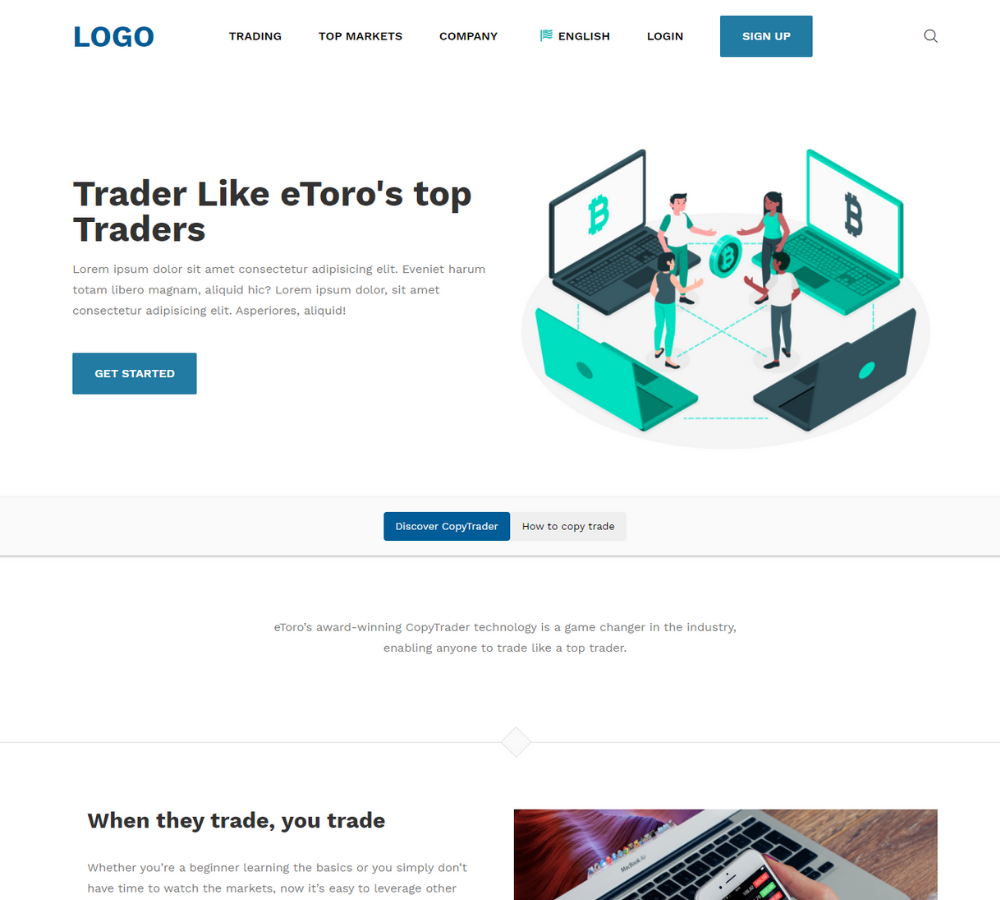 LOGO
TRADING
TOP MARKETS
COMPANY
ENGLISH
LOGIN
SIGN UP
Trader Like eToro's top
Traders
Lorem ipsum dolor sit amet consectetur adipisicing elit. Eveniet harum
totam libero magnam, aliquid hic? Lorem ipsum dolor, sit amet
consectetur adipisicing elit. Asperiores, aliquid!
GET STARTED
Discover CopyTrader
How to copy trade
eToro’s award-winning CopyTrader technology is a game changer in the industry,
enabling anyone to trade like a top trader.
When they trade, you trade
Whether you’re a beginner learning the basics or you simply don’t
have time to watch the markets, now it’s easy to leverage other
MacBook Air